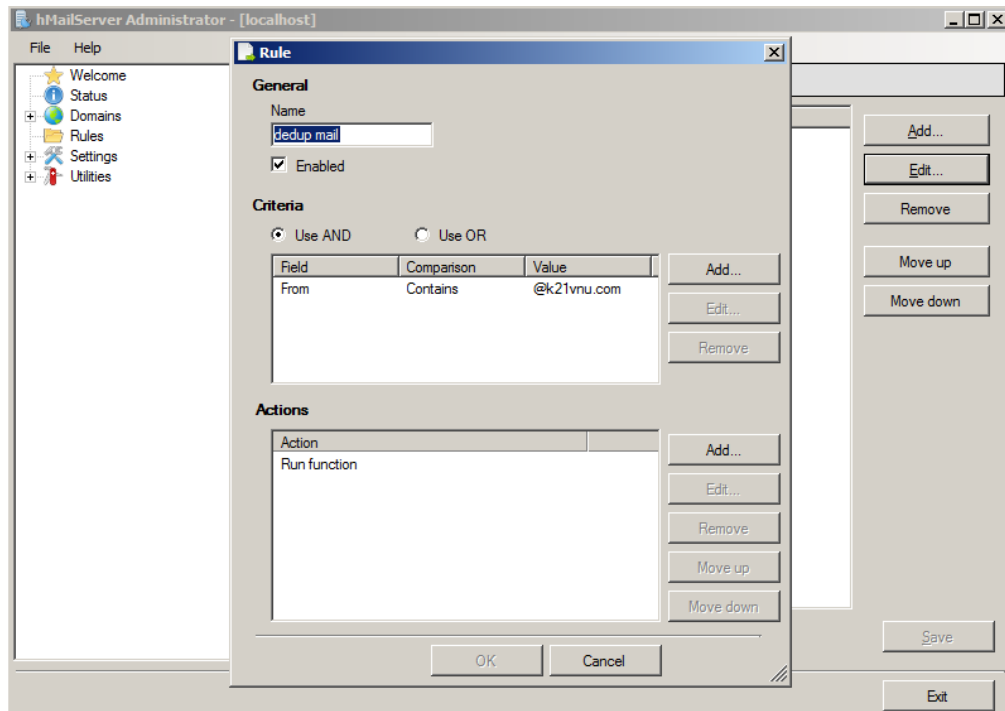 hMailServer Administrator - [localhost]
File Help
Welcome
Status
Domains
Rules
Settings
Utilities
Rule
General
Name
dedup mail
Enabled
Criteria
Use AND Use OR
Field Comparison Value
From Contains @k21vnu.com
Add...
Edit...
Remove
Actions
Action
Run function
Add...
Edit...
Remove
Move up
Move down
OK Cancel
Add...
Edit...
Remove
Move up
Move down
Save
Exit